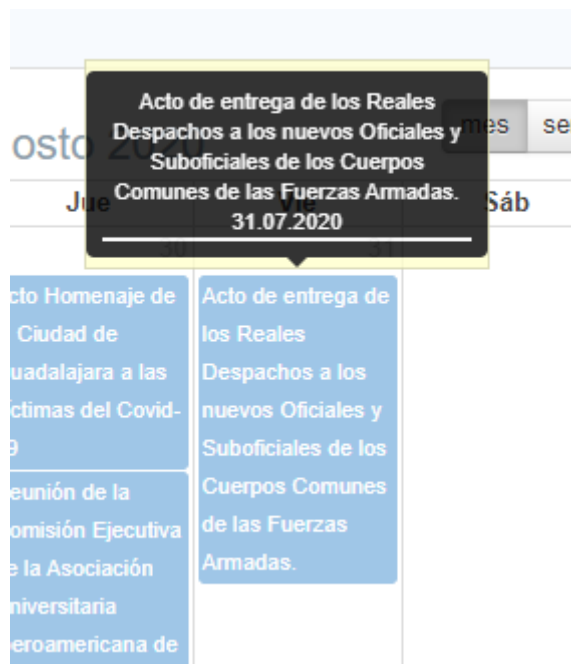 Acto de entrega de los Reales
Despachos a los nuevos Oficiales y
Suboficiales de los Cuerpos
Comunes de las Fuerzas Armadas.
31.07.2020
osto 2020
mes se
Jue Vie Sáb
30 31
cto Homenaje de
Ciudad de
uadalajara a las
ctimas del Covid-
9
eunión de la
omisión Ejecutiva
e la Asociación
niversitaria
eroamericana de
Acto de entrega de
los Reales
Despachos a los
nuevos Oficiales y
Suboficiales de los
Cuerpos Comunes
de las Fuerzas
Armadas.